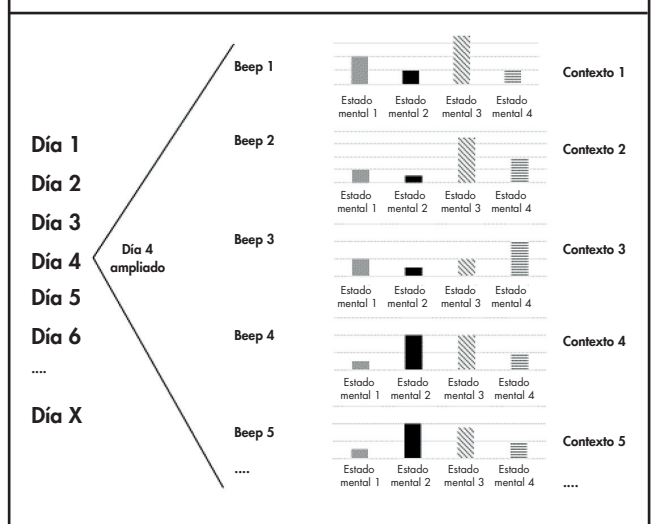 Beep 1
Contexto 1
Estado mental 1
Estado mental 2
Estado mental 3
Estado mental 4
Día 1
Día 2
Día 3
Día 4
Día 5
Día 6
....
Día X
Día 4
ampliado
Beep 2
Contexto 2
Estado mental 1
Estado mental 2
Estado mental 3
Estado mental 4
Beep 3
Contexto 3
Estado mental 1
Estado mental 2
Estado mental 3
Estado mental 4
Beep 4
Contexto 4
Estado mental 1
Estado mental 2
Estado mental 3
Estado mental 4
Beep 5
Contexto 5
Estado mental 1
Estado mental 2
Estado mental 3
Estado mental 4
....
....